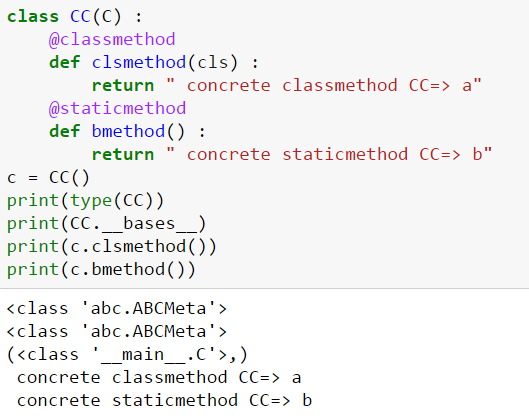 class CC(C) :
    @classmethod
    def clsmethod(cls) :
        return " concrete classmethod CC=> a"
    @staticmethod
    def bmethod() :
        return " concrete staticmethod CC=> b"
c = CC()
print(type(CC))
print(CC.__bases__)
print(c.clsmethod())
print(c.bmethod())
<class 'abc.ABCMeta'>
<class 'abc.ABCMeta'>
(<class '__main__.C'>,)
 concrete classmethod CC=> a
 concrete staticmethod CC=> b